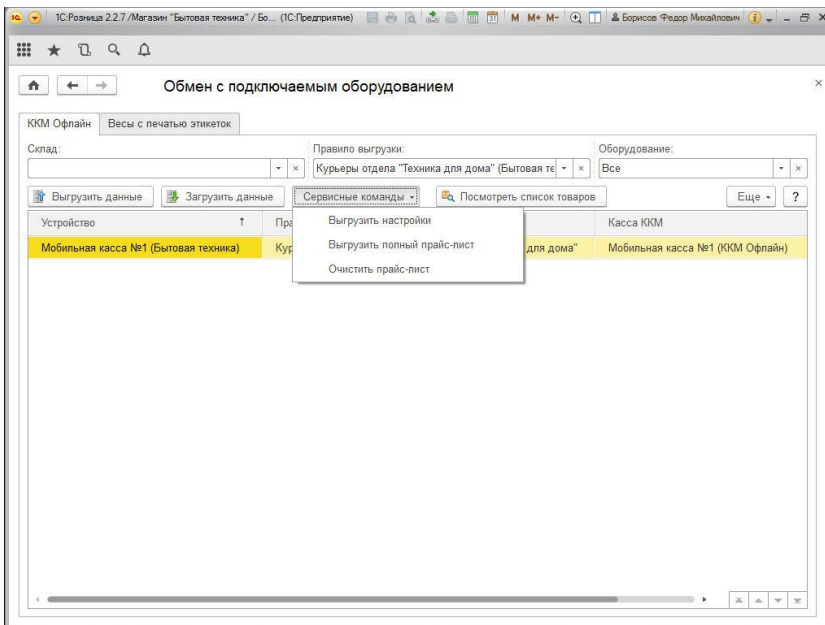 1С:Розница 2.2.7 /Магазин "Бытовая техника" / Бо... (1С:Предприятие) M M+ M- Борисов Федор Михайлович
Обмен с подключаемым оборудованием
ККМ Офлайн Весы с печатью этикеток
Склад: Правило выгрузки: Оборудование:
Курьеры отдела "Техника для дома" (Бытовая те Все
Выгрузить данные Загрузить данные Сервисные команды Посмотреть список товаров Еще ?
Устройство ↑ Пра Касса ККМ
Выгрузить настройки
Мобильная касса №1 (Бытовая техника) Кур для дома" Мобильная касса №1 (ККМ Офлайн)
Выгрузить полный прайс-лист
Очистить прайс-лист